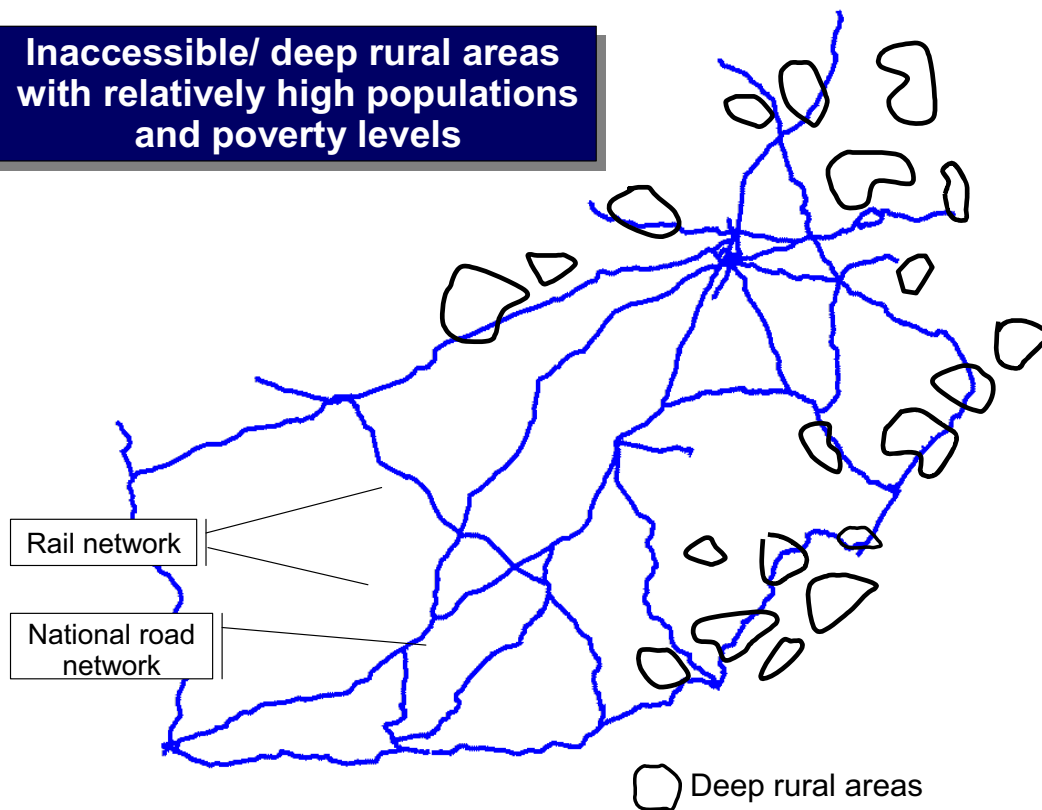 Inaccessible/ deep rural areas
with relatively high populations
and poverty levels
Rail network
National road
network
Deep rural areas